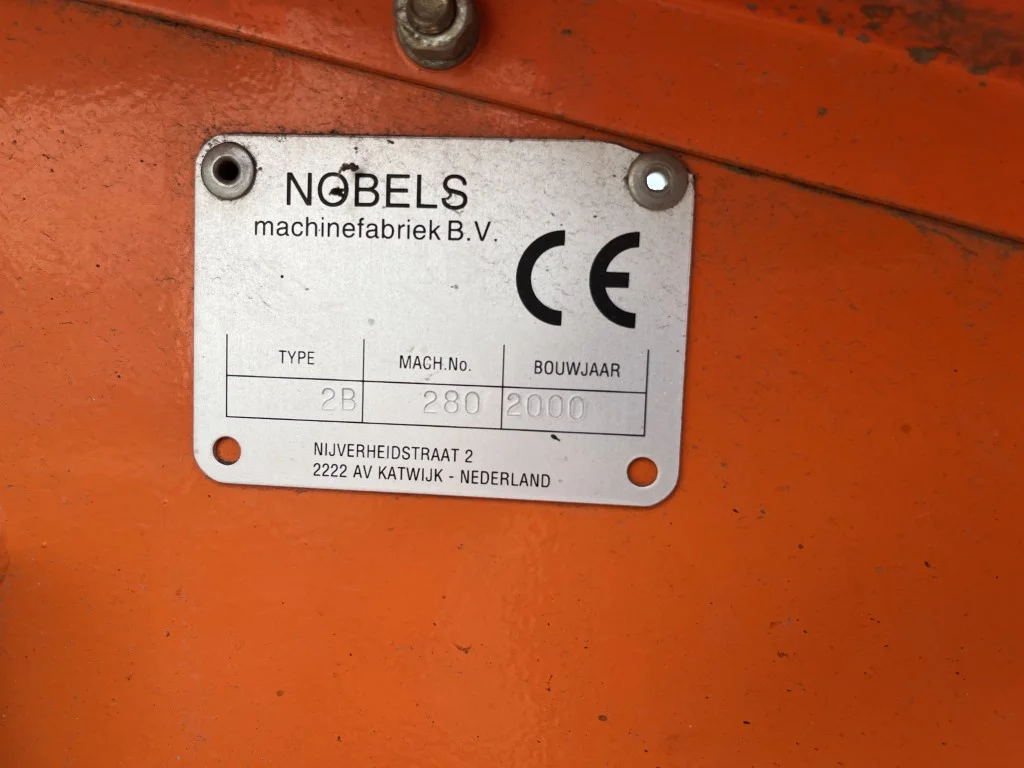 NOBELS
machinefabriek B.V.
CE
TYPE MACH.No. BOUWJAAR
2B 280 2000
NIJVERHEIDSTRAAT 2
2222 AV KATWIJK - NEDERLAND